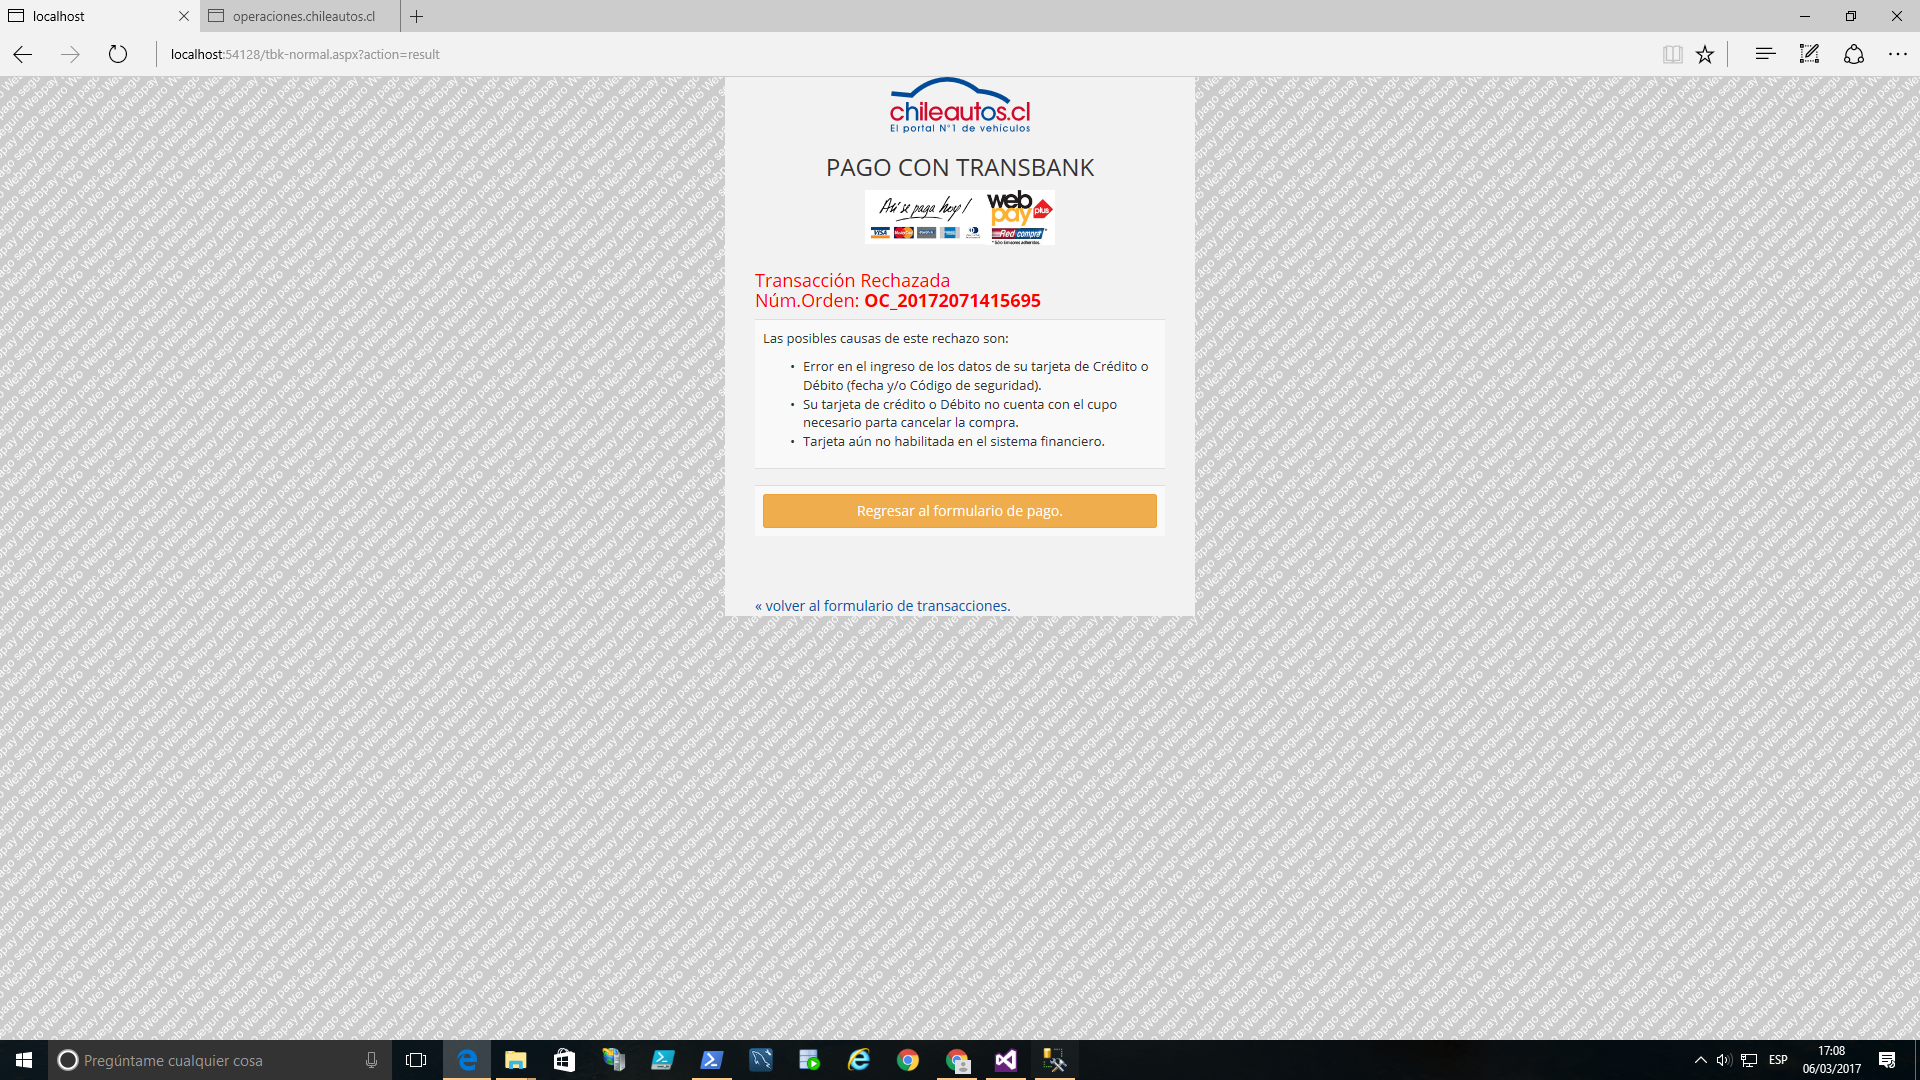 localhost
operaciones.chileautos.cl
localhost:54128/tbk-normal.aspx?action=result
chileautos.cl
El portal N°1 de vehículos
PAGO CON TRANSBANK
Así se paga hoy!
web
pay plus
VISA
Redcompra
Transacción Rechazada
Núm.Orden: OC_20172071415695
Las posibles causas de este rechazo son:
• Error en el ingreso de los datos de su tarjeta de Crédito o
Débito (fecha y/o Código de seguridad).
• Su tarjeta de crédito o Débito no cuenta con el cupo
necesario parta cancelar la compra.
• Tarjeta aún no habilitada en el sistema financiero.
Regresar al formulario de pago.
« volver al formulario de transacciones.
Pregúntame cualquier cosa
ESP
17:08
06/03/2017